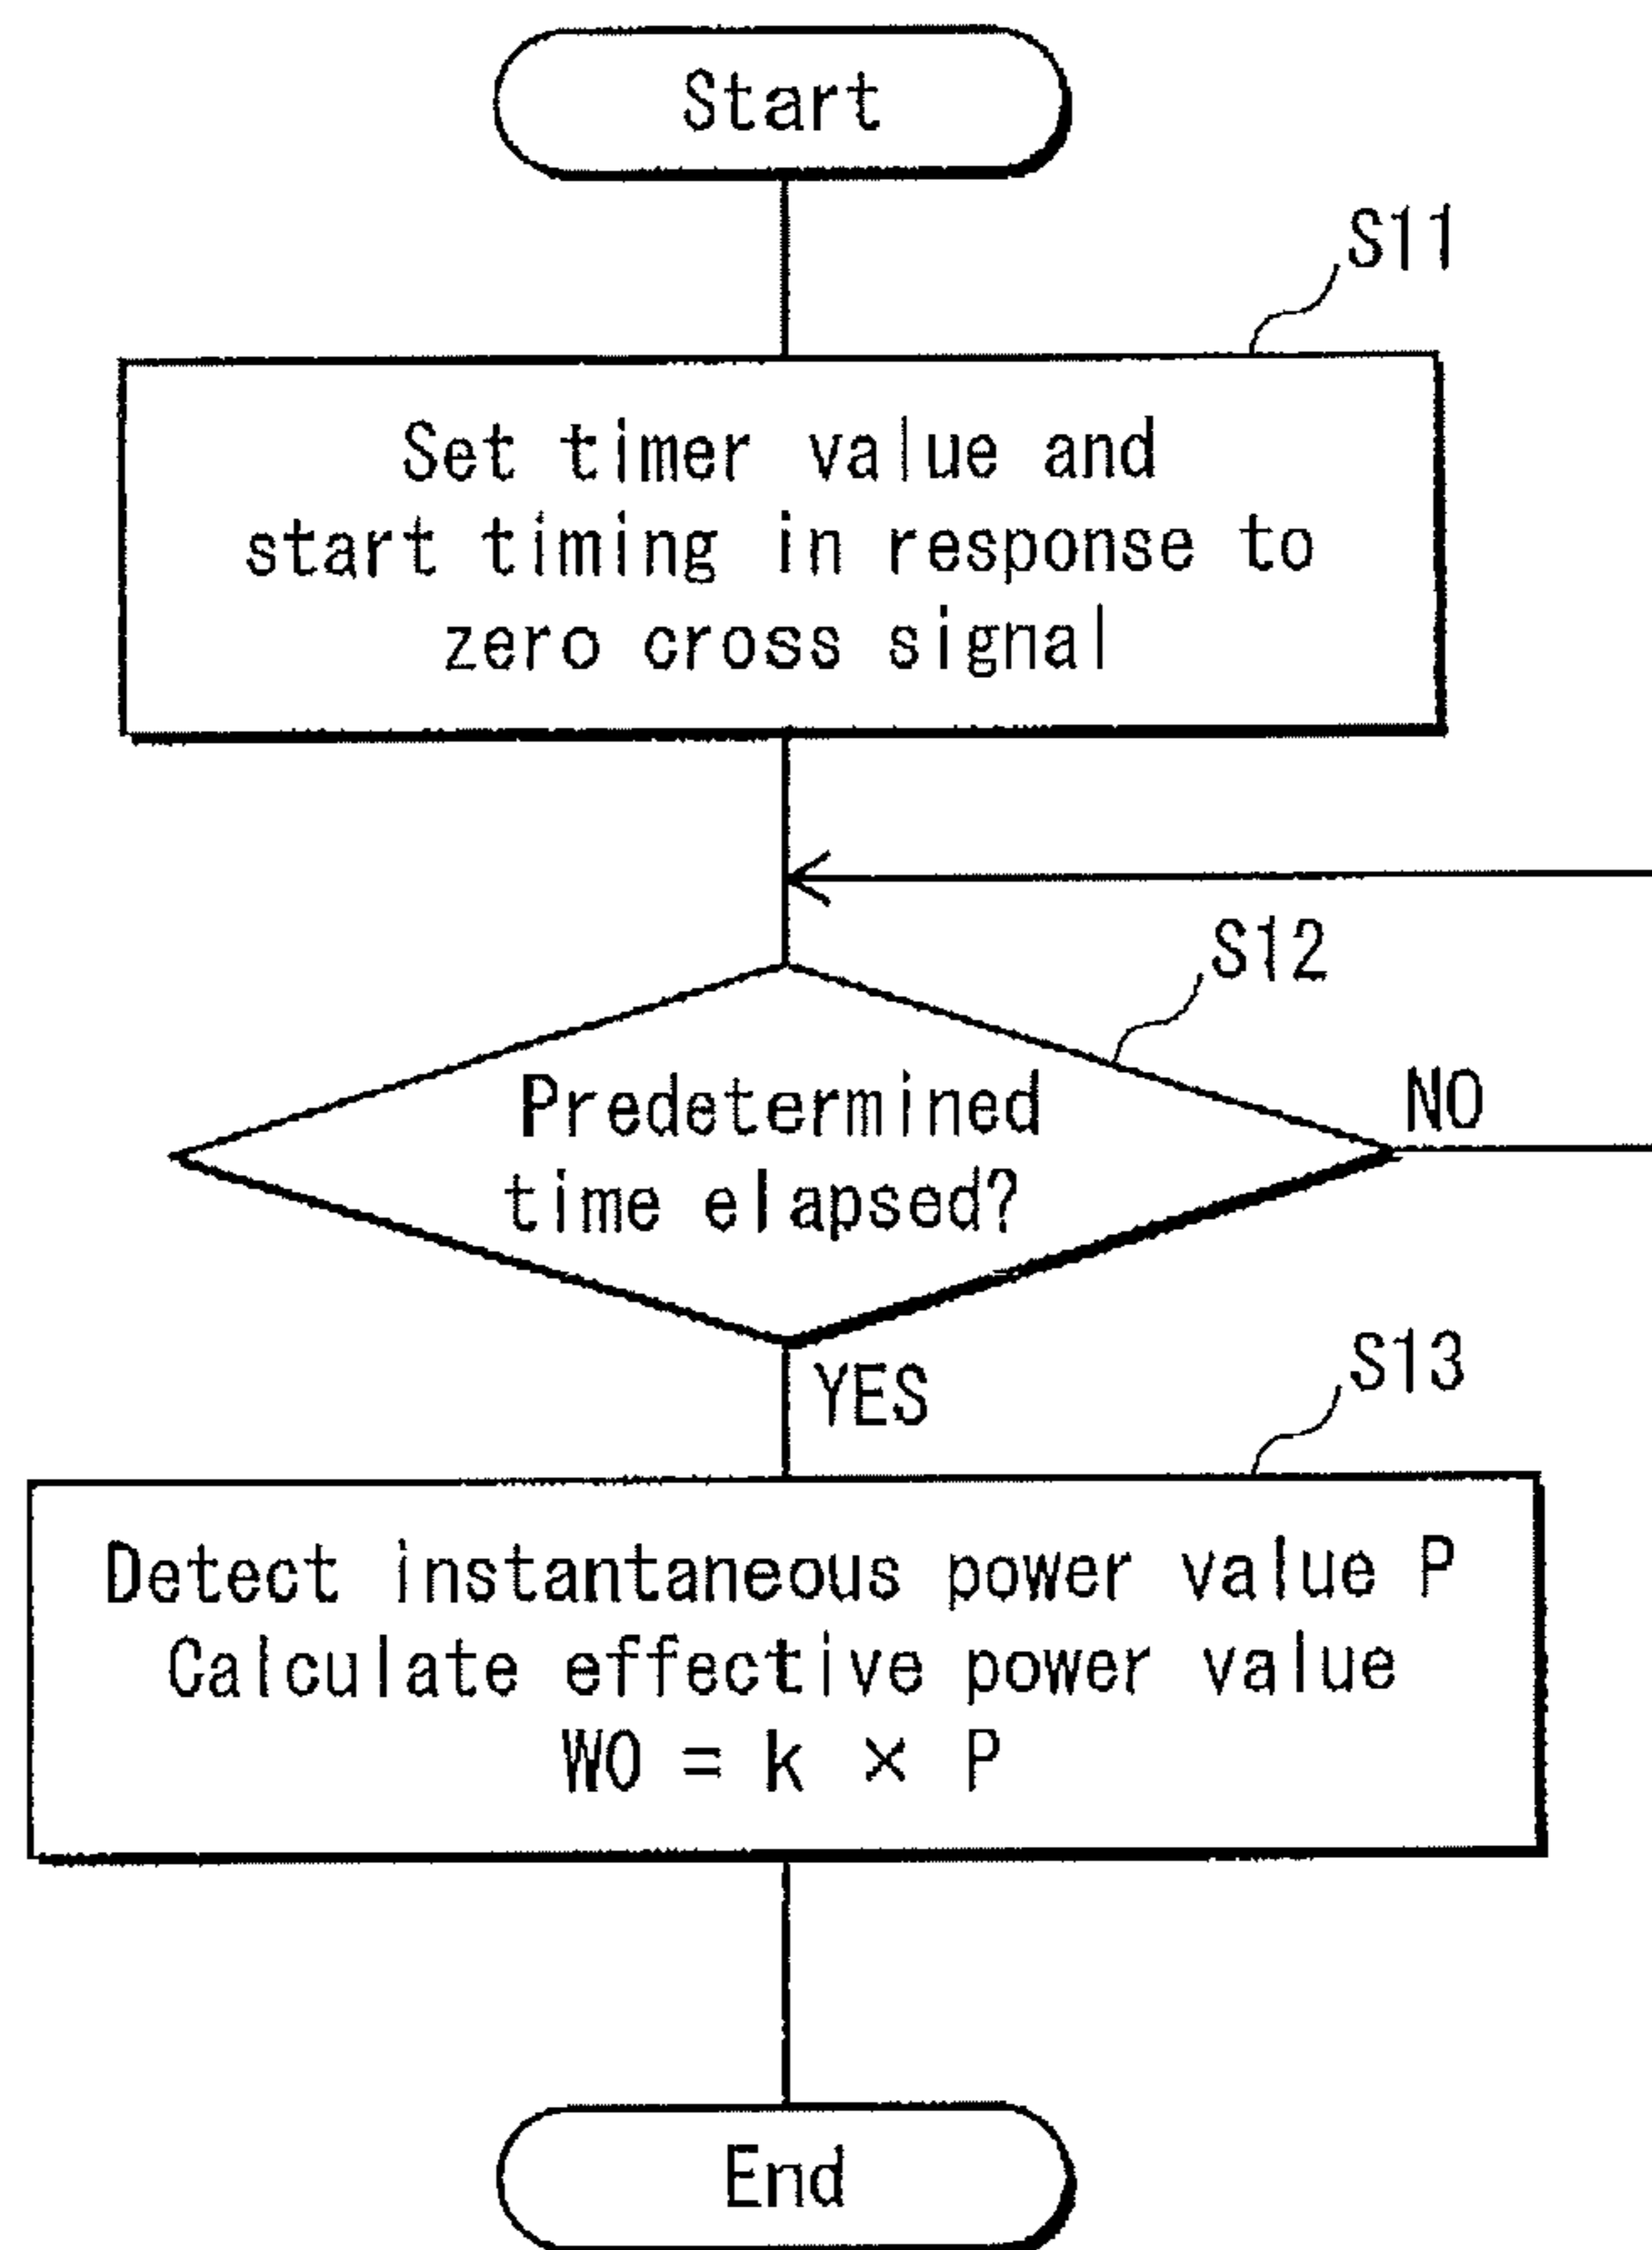 Start
S11
Set timer value and
start timing in response to
zero cross signal
S12
Predetermined
time elapsed?
NO
YES
S13
Detect instantaneous power value P
Calculate effective power value
W0 = k × P
End